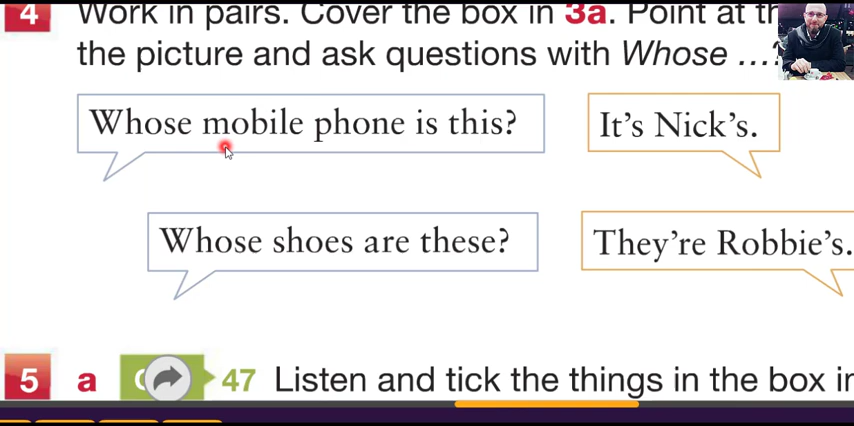 4 Work in pairs. Cover the box in 3a. Point at th
the picture and ask questions with Whose ...?
Whose mobile phone is this? It's Nick's.
Whose shoes are these? They're Robbie's.
5 a 47 Listen and tick the things in the box in